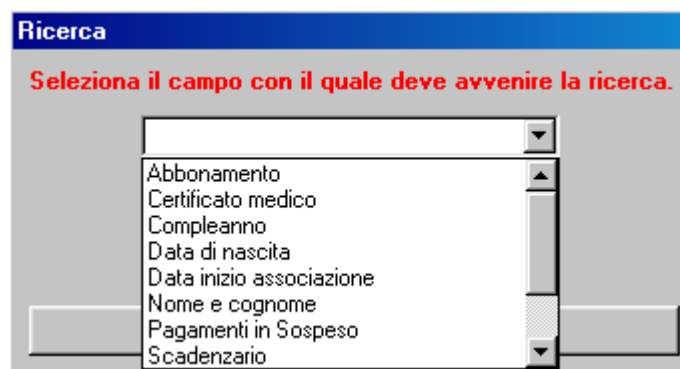 Ricerca
Seleziona il campo con il quale deve avvenire la ricerca.
Abbonamento
Certificato medico
Compleanno
Data di nascita
Data inizio associazione
Nome e cognome
Pagamenti in Sospeso
Scadenzario